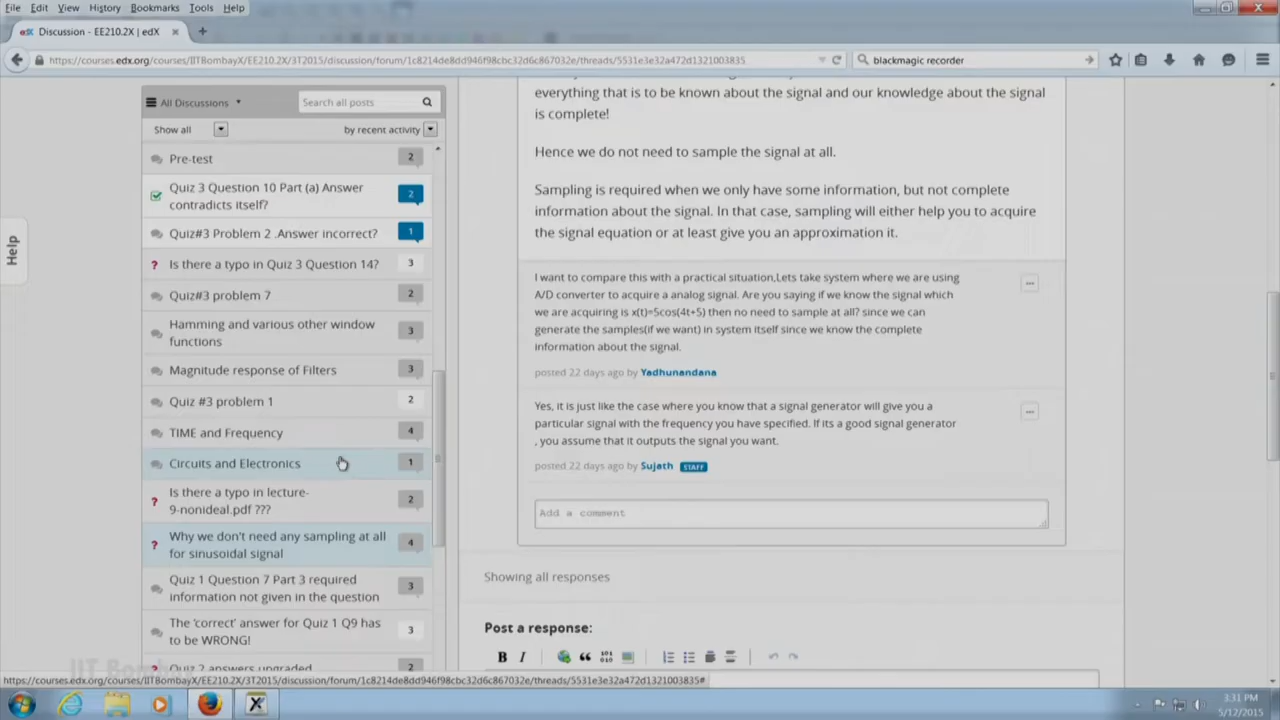 File Edit View History Bookmarks Tools Help
Discussion - EE210.2X | edX
https://courses.edx.org/courses/IITBombayX/EE210.2X/3T2015/discussion/forum/1c8214de8dd946f98cbc32d6c867032e/threads/5531e3e32a472d1321003835
blackmagic recorder
Help
All Discussions
Search all posts
Show all
by recent activity
Pre-test 2
Quiz 3 Question 10 Part (a) Answer
contradicts itself? 2
Quiz#3 Problem 2 .Answer incorrect? 1
? Is there a typo in Quiz 3 Question 14? 3
Quiz#3 problem 7 2
Hamming and various other window
functions 3
Magnitude response of Filters 3
Quiz #3 problem 1 2
TIME and Frequency 4
Circuits and Electronics 1
? Is there a typo in lecture-
9-nonideal.pdf ??? 2
? Why we don't need any sampling at all
for sinusoidal signal 4
Quiz 1 Question 7 Part 3 required
information not given in the question 3
The 'correct' answer for Quiz 1 Q9 has
to be WRONG! 3
? Quiz 2 answers ungraded 2
everything that is to be known about the signal and our knowledge about the signal
is complete!
Hence we do not need to sample the signal at all.
Sampling is required when we only have some information, but not complete
information about the signal. In that case, sampling will either help you to acquire
the signal equation or at least give you an approximation it.
I want to compare this with a practical situation,Lets take system where we are using
A/D converter to acquire a analog signal. Are you saying if we know the signal which
we are acquiring is x(t)=5cos(4t+5) then no need to sample at all? since we can
generate the samples(if we want) in system itself since we know the complete
information about the signal.
posted 22 days ago by Yadhunandana
Yes, it is just like the case where you know that a signal generator will give you a
particular signal with the frequency you have specified. If its a good signal generator
, you assume that it outputs the signal you want.
posted 22 days ago by Sujath STAFF
Add a comment
Showing all responses
Post a response:
B I
IIT Bombay
https://courses.edx.org/courses/IITBombayX/EE210.2X/3T2015/discussion/forum/1c8214de8dd946f98cbc32d6c867032e/threads/5531e3e32a472d1321003835#
3:31 PM
5/12/2015